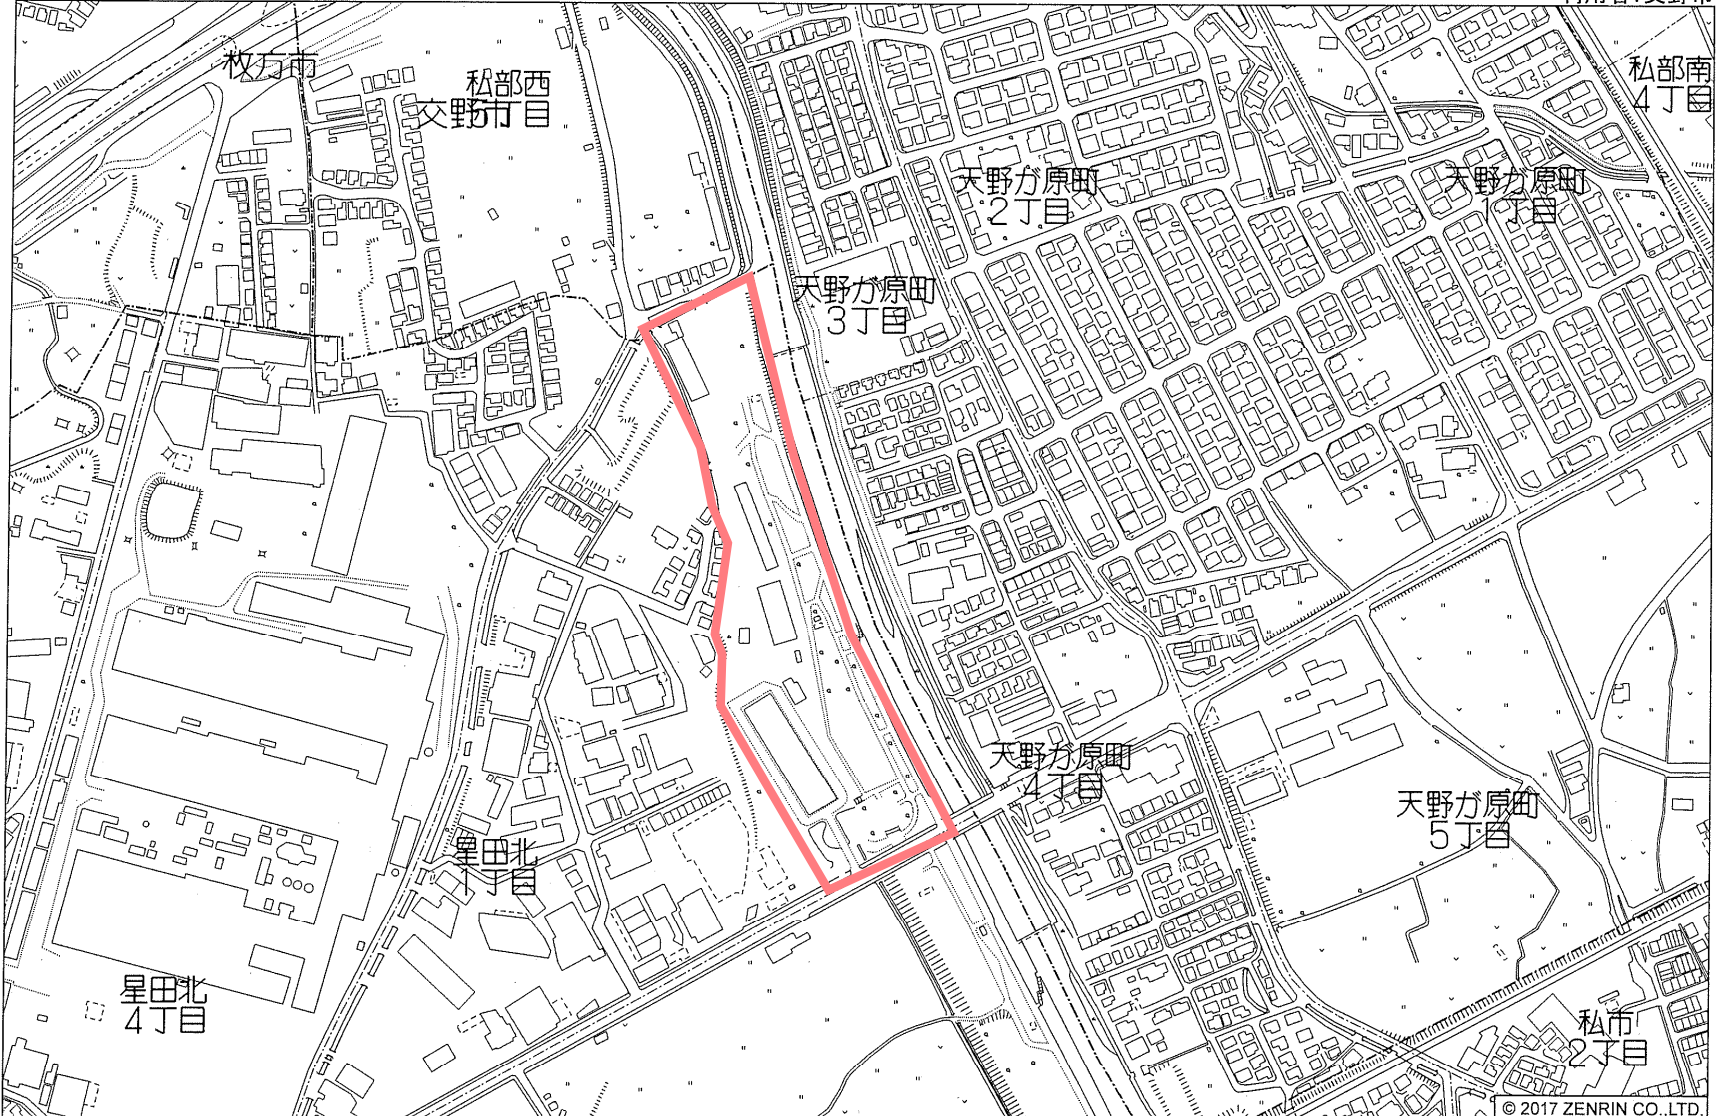 枚方市
私部西
5丁目
交野市
私部南
4丁目
天野が原町
2丁目
天野が原町
1丁目
天野が原町
3丁目
天野が原町
4丁目
天野が原町
5丁目
星田北
1丁目
星田北
4丁目
私市
2丁目
© 2017 ZENRIN CO.,LTD.